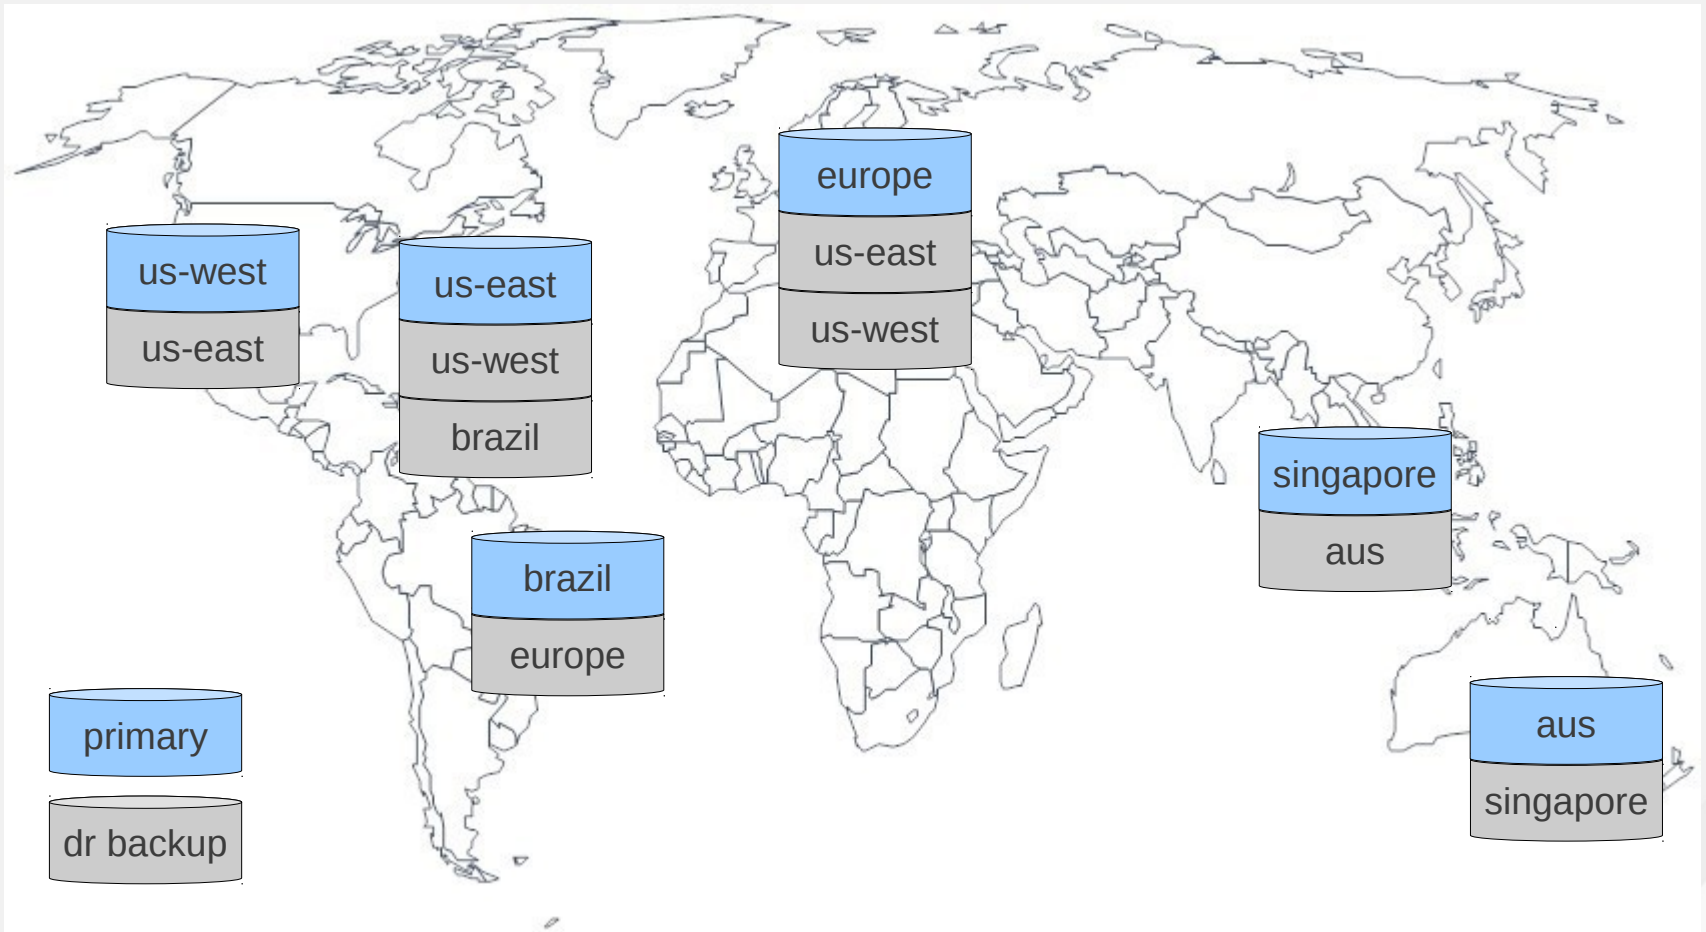 europe
us-east
us-west
us-west
us-east
us-east
us-west
brazil
singapore
aus
brazil
europe
aus
singapore
primary
dr backup